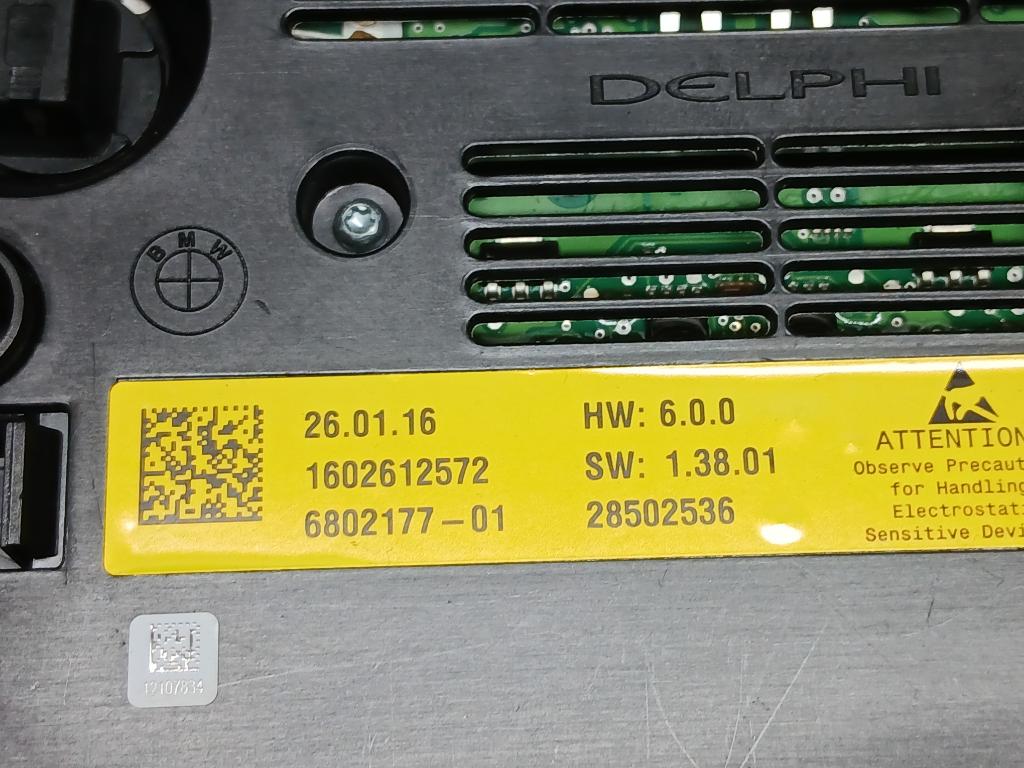 DELPHI
BMW
26.01.16
1602612572
6802177-01
HW: 6.0.0
SW: 1.38.01
28502536
ATTENTION
Observe Precaut
for Handling
Electrostati
Sensitive Devi
12107834